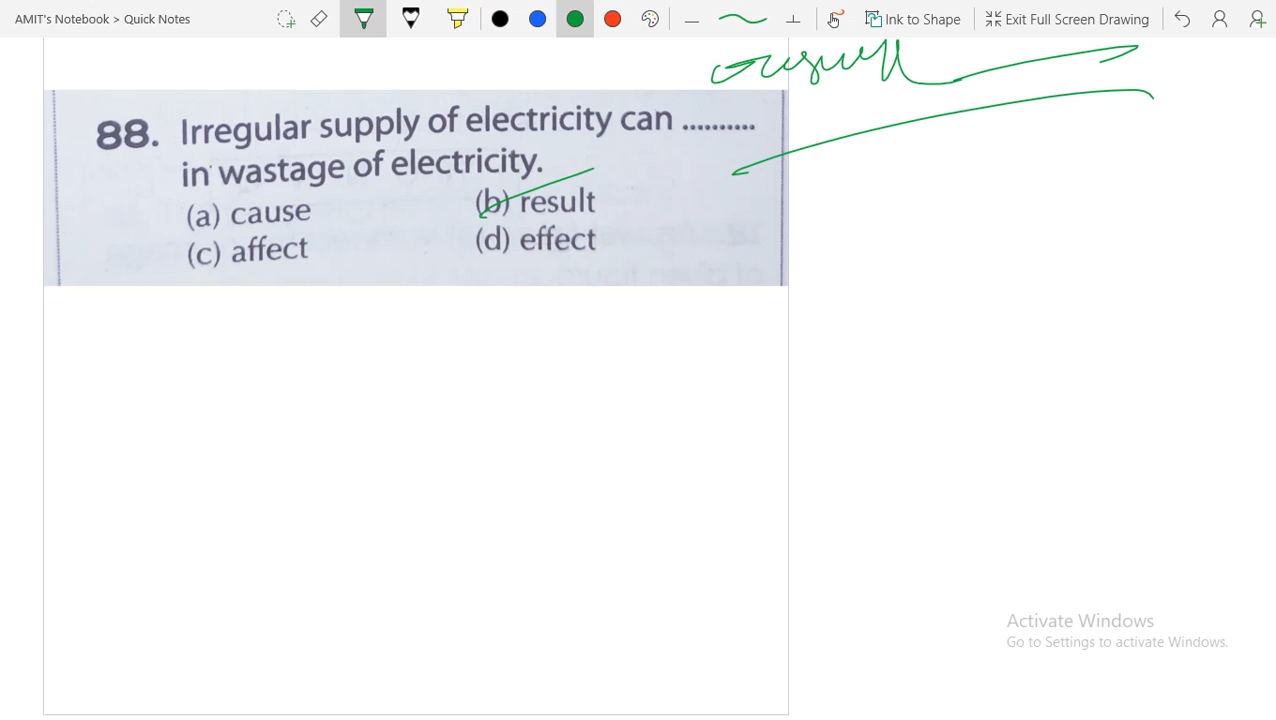 AMIT's Notebook > Quick Notes
Ink to Shape
Exit Full Screen Drawing
88. Irregular supply of electricity can ..........
in wastage of electricity.
(a) cause (b) result
(c) affect (d) effect
Activate Windows
Go to Settings to activate Windows.